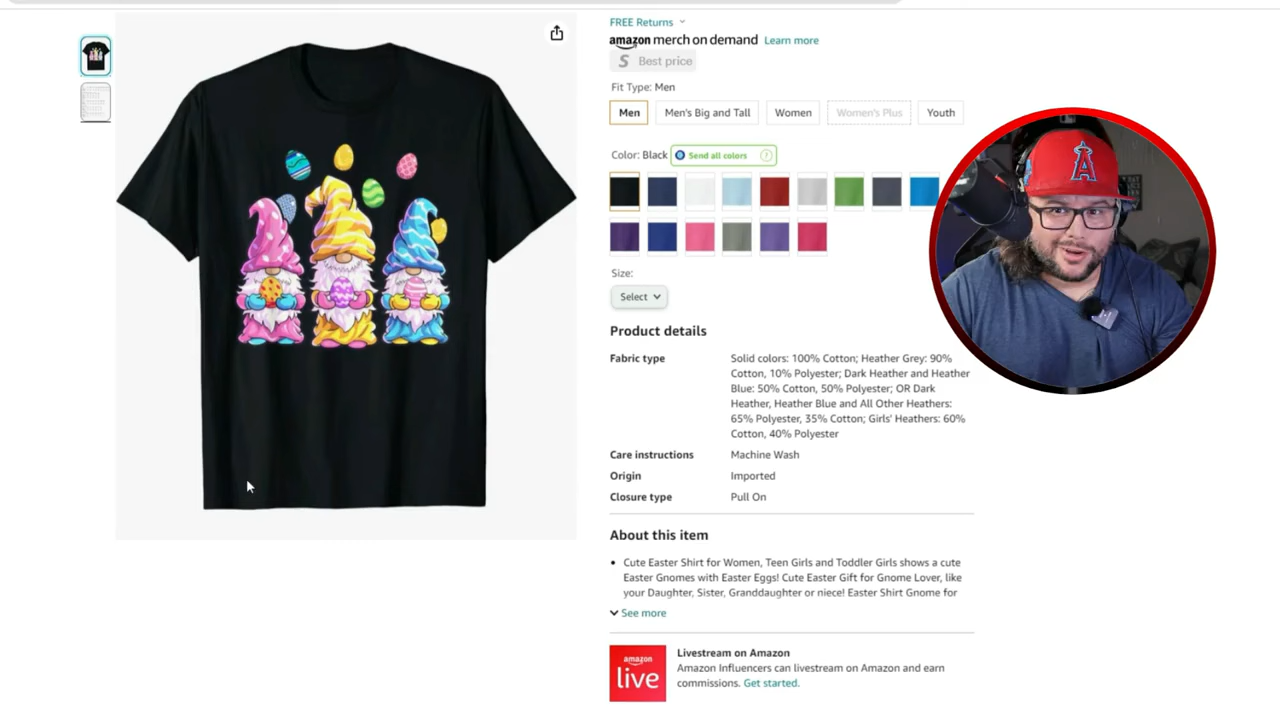 FREE Returns
amazon merch on demand Learn more
S Best price
Fit Type: Men
Men Men's Big and Tall Women Women's Plus Youth
Color: Black Send all colors ?
Size:
Select
Product details
Fabric type Solid colors: 100% Cotton; Heather Grey: 90%
Cotton, 10% Polyester; Dark Heather and Heather
Blue: 50% Cotton, 50% Polyester; OR Dark
Heather, Heather Blue and All Other Heathers:
65% Polyester, 35% Cotton; Girls' Heathers: 60%
Cotton, 40% Polyester
Care instructions Machine Wash
Origin Imported
Closure type Pull On
About this item
Cute Easter Shirt for Women, Teen Girls and Toddler Girls shows a cute
Easter Gnomes with Easter Eggs! Cute Easter Gift for Gnome Lover, like
your Daughter, Sister, Granddaughter or niece! Easter Shirt Gnome for
See more
amazon
live
Livestream on Amazon
Amazon Influencers can livestream on Amazon and earn
commissions. Get started.
A